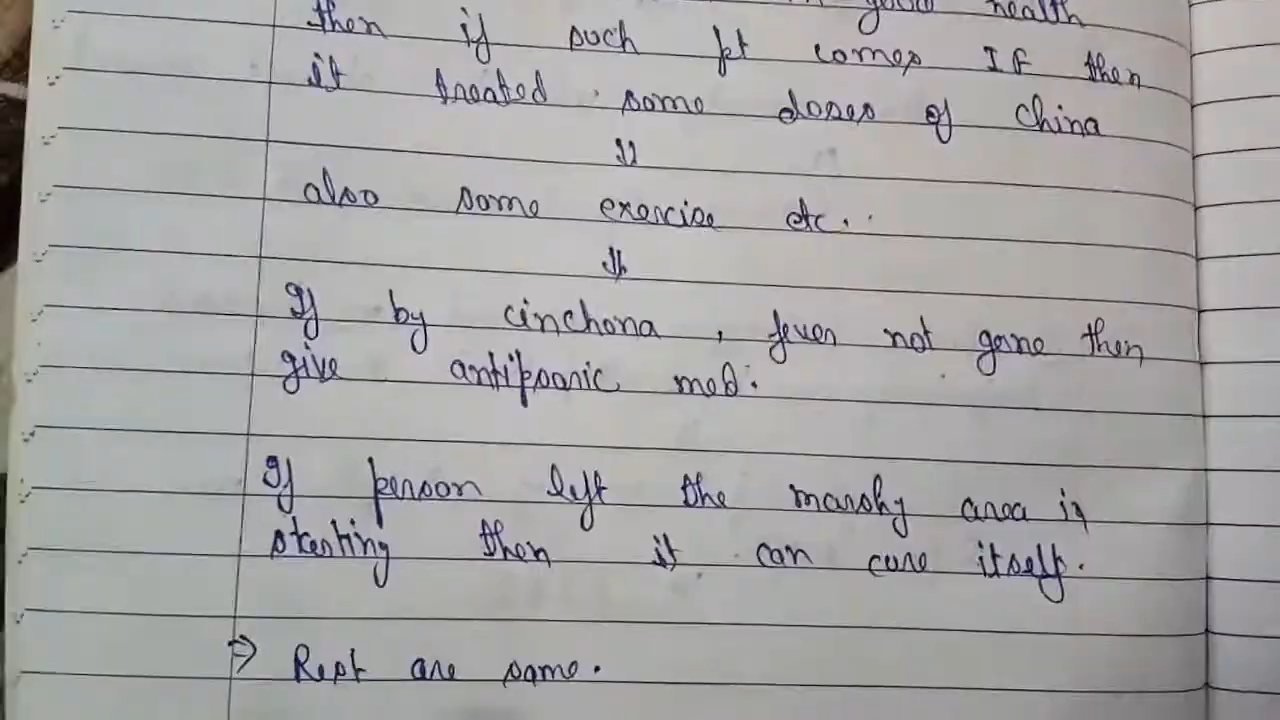 good health
then if such pt comes IF then
it treated some doses of China
⇓
also some exercise etc.
⇓
If by cinchona, fever not gone then
give antipsoric med.
If person left the marshy area in
starting then it can cure itself.
⇒ Rest are same.